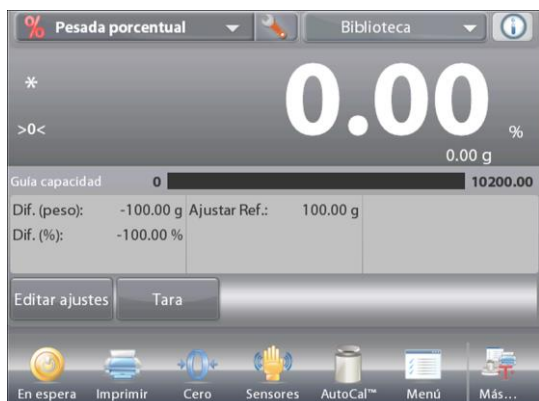 % Pesada porcentual Biblioteca i
*
0.00 %
>0<
0.00 g
Guía capacidad 0 10200.00
Dif. (peso): -100.00 g Ajustar Ref.: 100.00 g
Dif. (%): -100.00 %
Editar ajustes Tara
En espera Imprimir Cero Sensores AutoCal™ Menú Más...